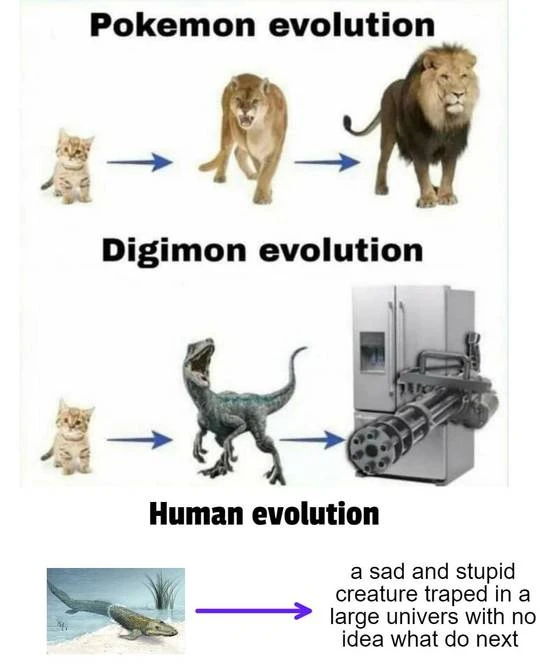 Pokemon evolution
Digimon evolution
Human evolution
a sad and stupid
creature traped in a
large univers with no
idea what do next